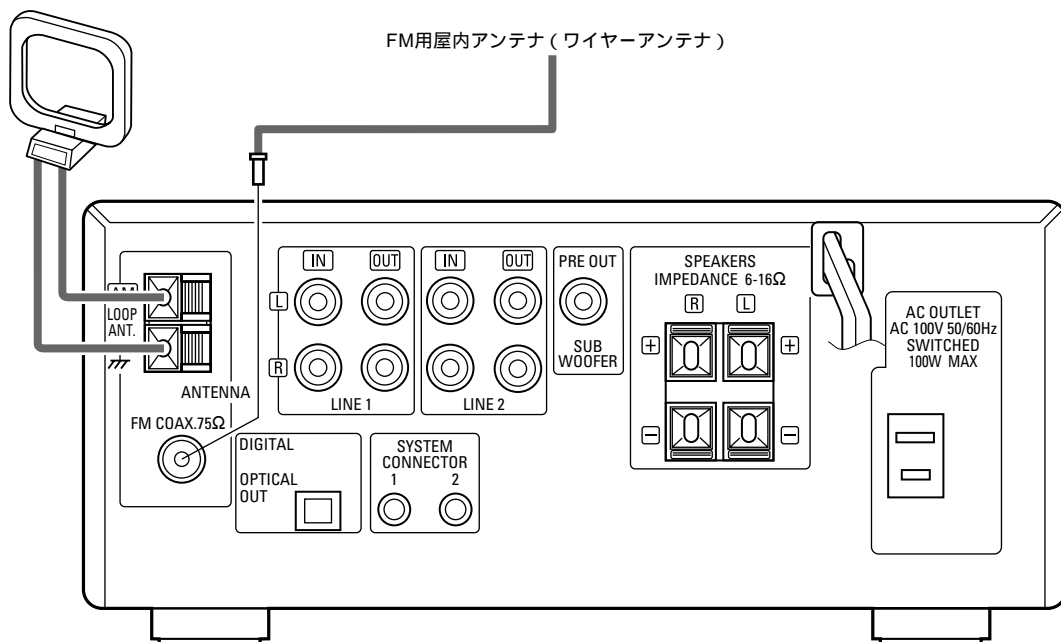 FM用屋内アンテナ（ワイヤーアンテナ）
AM
LOOP
ANT.
ANTENNA
FM COAX.75Ω
IN
OUT
L
R
LINE 1
IN
OUT
LINE 2
PRE OUT
SUB
WOOFER
DIGITAL
OPTICAL
OUT
SYSTEM
CONNECTOR
1
2
SPEAKERS
IMPEDANCE 6-16Ω
R
L
+
+
−
−
AC OUTLET
AC 100V 50/60Hz
SWITCHED
100W MAX